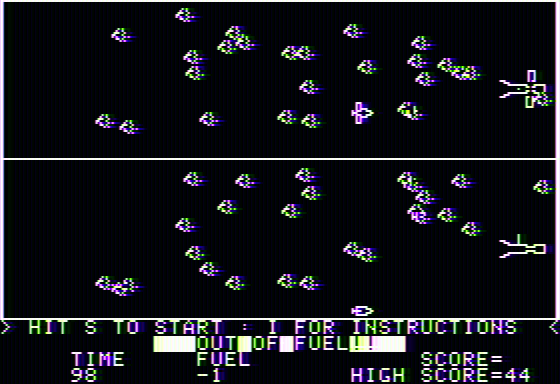 > HIT S TO START : I FOR INSTRUCTIONS <
OUT OF FUEL!!
TIME FUEL SCORE=
98 -1 HIGH SCORE=44